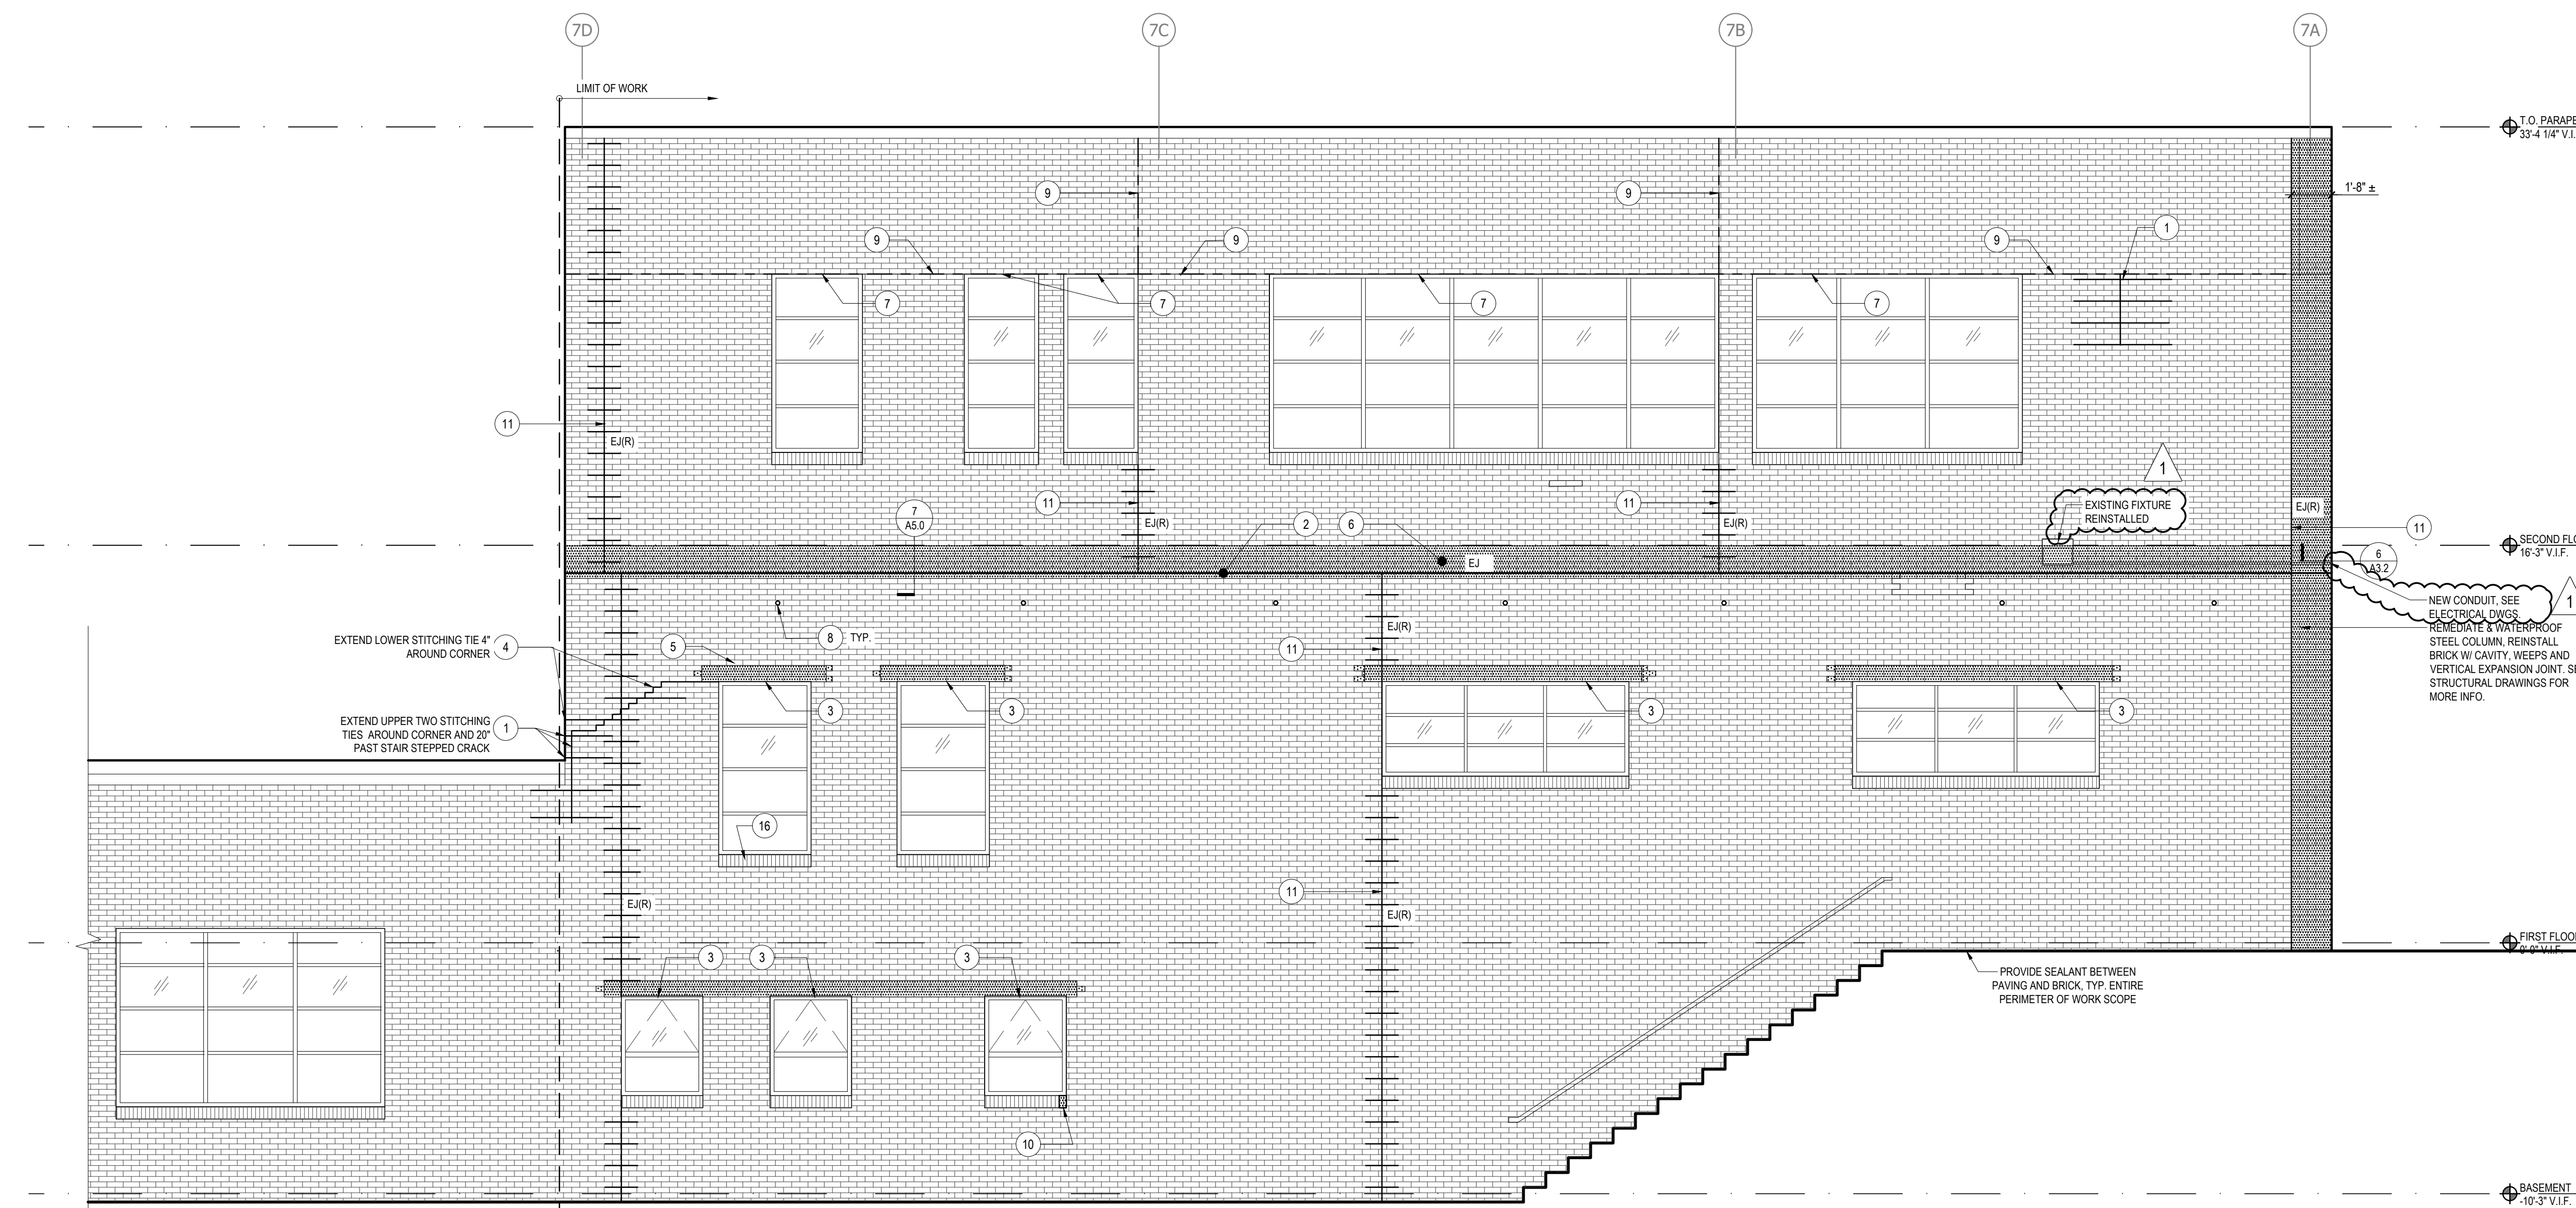 7D
7C
7B
7A
LIMIT OF WORK
T.O. PARAPE
33'-4 1/4" V.I.
1'-8" ±
9
9
1
9
9
9
7
7
7
7
11
EJ(R)
1
11
11
EXISTING FIXTURE
REINSTALLED
EJ(R)
7
A5.0
EJ(R)
2
6
EJ(R)
11
SECOND FLO
16'-3" V.I.F.
6
A3.2
EJ
1
NEW CONDUIT, SEE
ELECTRICAL DWGS.
REMEDIATE & WATERPROOF
STEEL COLUMN, REINSTALL
BRICK W/ CAVITY, WEEPS AND
VERTICAL EXPANSION JOINT. SE
STRUCTURAL DRAWINGS FOR
MORE INFO.
EJ(R)
8 TYP.
EXTEND LOWER STITCHING TIE 4"
AROUND CORNER
4
5
11
3
3
3
3
EXTEND UPPER TWO STITCHING
TIES AROUND CORNER AND 20"
PAST STAIR STEPPED CRACK
1
16
11
EJ(R)
EJ(R)
FIRST FLOO
0'-0" V.I.F.
3
3
3
PROVIDE SEALANT BETWEEN
PAVING AND BRICK, TYP. ENTIRE
PERIMETER OF WORK SCOPE
10
BASEMENT
-10'-3" V.I.F.